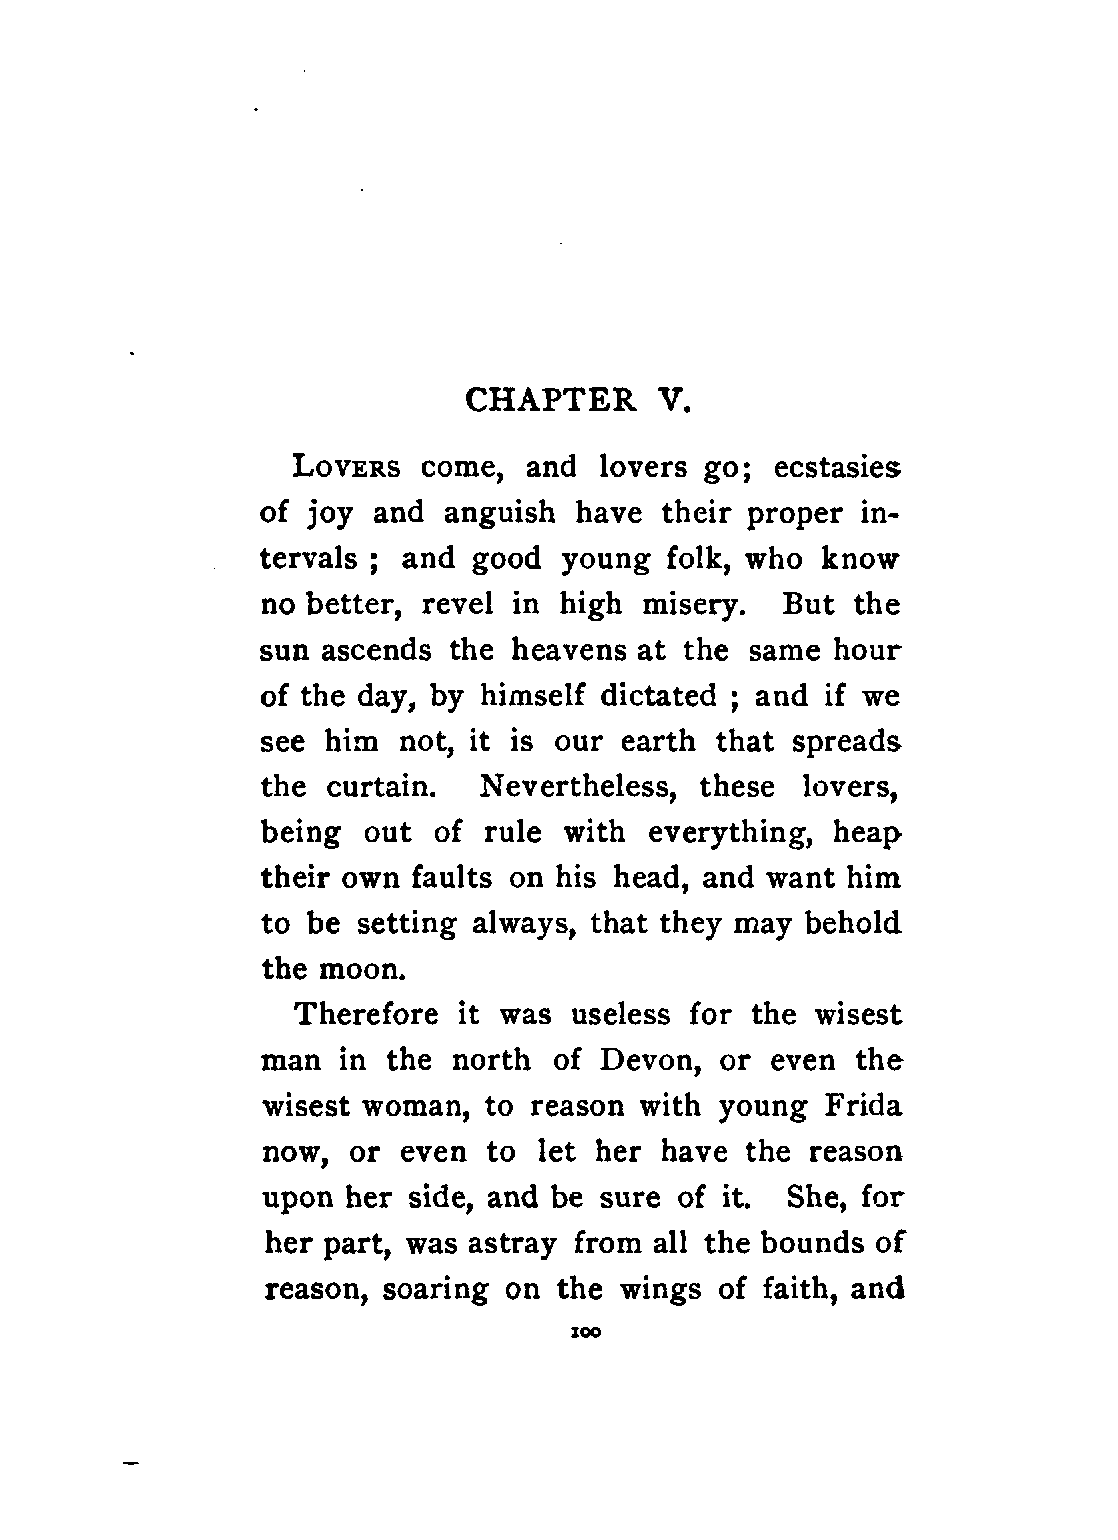 CHAPTER V.
LOVERS come, and lovers go; ecstasies
of joy and anguish have their proper in-
tervals ; and good young folk, who know
no better, revel in high misery. But the
sun ascends the heavens at the same hour
of the day, by himself dictated ; and if we
see him not, it is our earth that spreads
the curtain. Nevertheless, these lovers,
being out of rule with everything, heap
their own faults on his head, and want him
to be setting always, that they may behold
the moon.
Therefore it was useless for the wisest
man in the north of Devon, or even the
wisest woman, to reason with young Frida
now, or even to let her have the reason
upon her side, and be sure of it. She, for
her part, was astray from all the bounds of
reason, soaring on the wings of faith, and
100